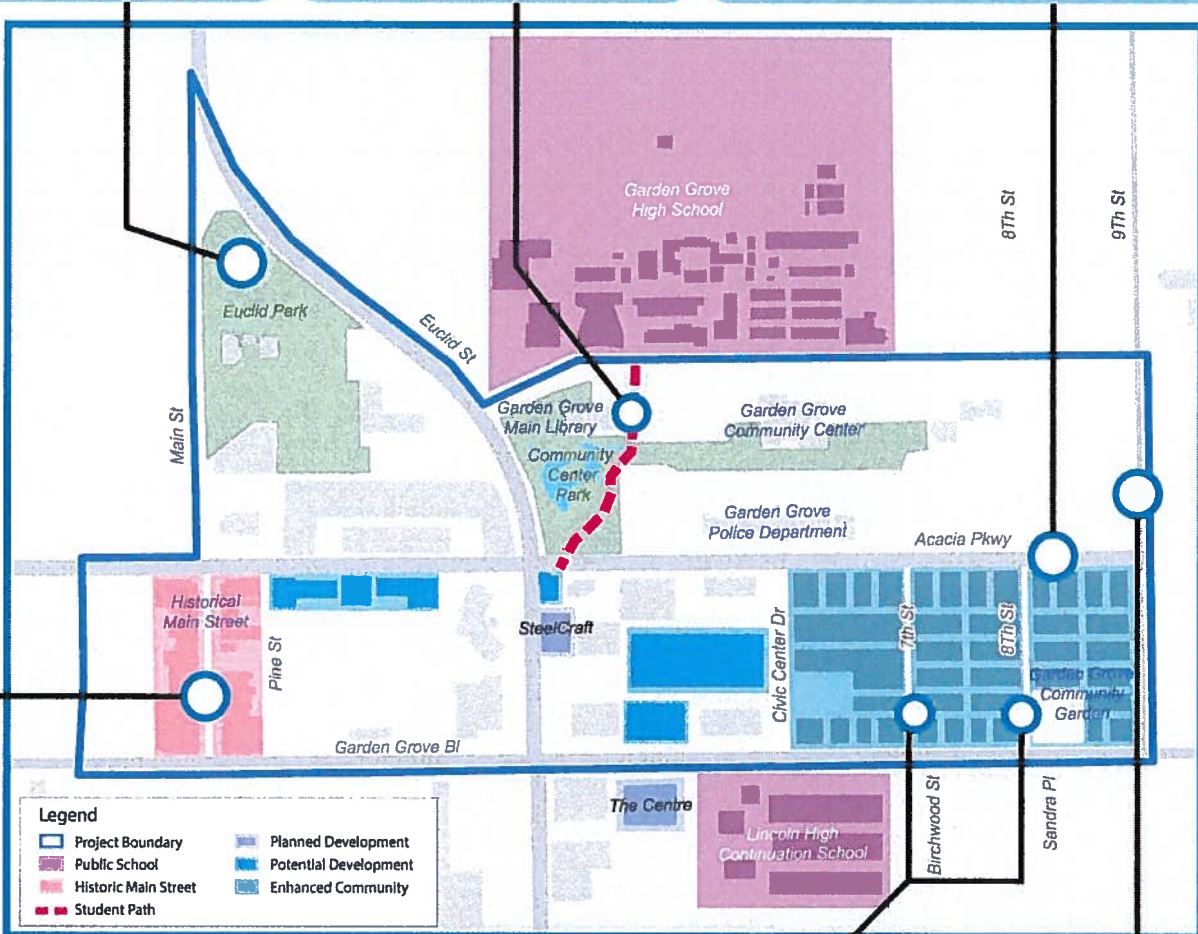 Garden Grove
High School
8Th St
9Th St
Euclid Park
Euclid St
Main St
Garden Grove
Main Library
Garden Grove
Community Center
Community
Center
Park
Garden Grove
Police Department
Acacia Pkwy
Historical
Main Street
Pine St
SteelCraft
Civic Center Dr
7th St
8Th St
Garden Grove
Community
Garden
Garden Grove Bl
The Centre
Lincoln High
Continuation School
Birchwood St
Sandra Pl
Legend
Project Boundary
Public School
Historic Main Street
Student Path
Planned Development
Potential Development
Enhanced Community